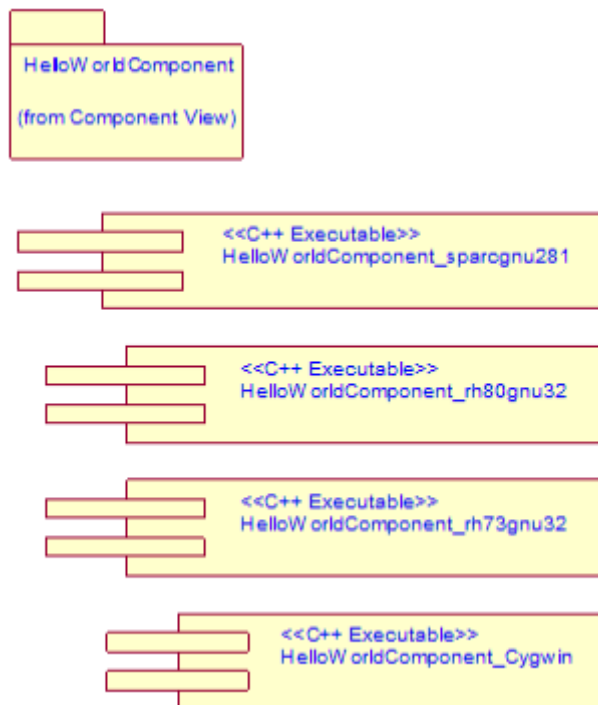 HelloWorldComponent
(from Component View)
<<C++ Executable>>
HelloWorldComponent_sparcgnu281
<<C++ Executable>>
HelloWorldComponent_rh80gnu32
<<C++ Executable>>
HelloWorldComponent_rh73gnu32
<<C++ Executable>>
HelloWorldComponent_Cygwin